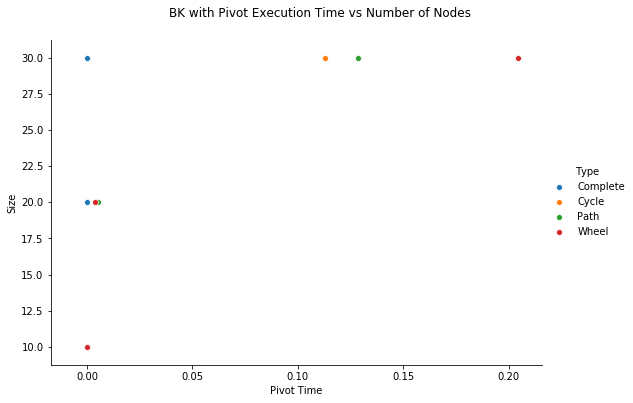 BK with Pivot Execution Time vs Number of Nodes
30.0
27.5
25.0
22.5
20.0
17.5
15.0
12.5
10.0
Size
0.00 0.05 0.10 0.15 0.20
Pivot Time
Type
Complete
Cycle
Path
Wheel